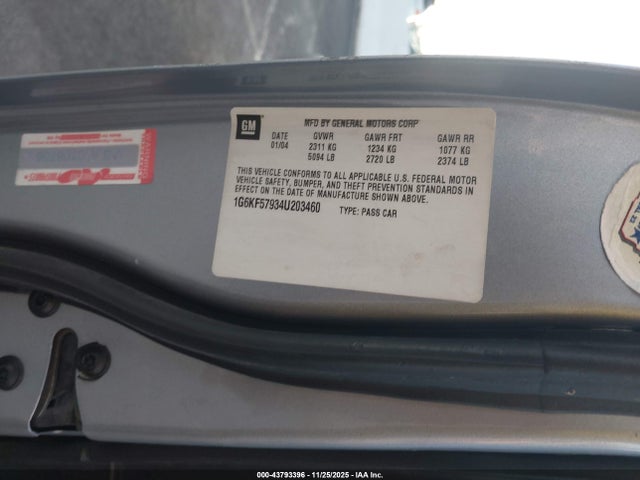 GM
MFD BY GENERAL MOTORS CORP
DATE GVWR GAWR FRT GAWR RR
01/04 2311 KG 1234 KG 1077 KG
5094 LB 2720 LB 2374 LB
THIS VEHICLE CONFORMS TO ALL APPLICABLE U.S. FEDERAL MOTOR
VEHICLE SAFETY, BUMPER, AND THEFT PREVENTION STANDARDS IN
EFFECT ON THE DATE OF MANUFACTURE SHOWN ABOVE.
1G6KF57934U203460 TYPE: PASS CAR
WARNING
000-43793396 - 11/25/2025 - IAA Inc.